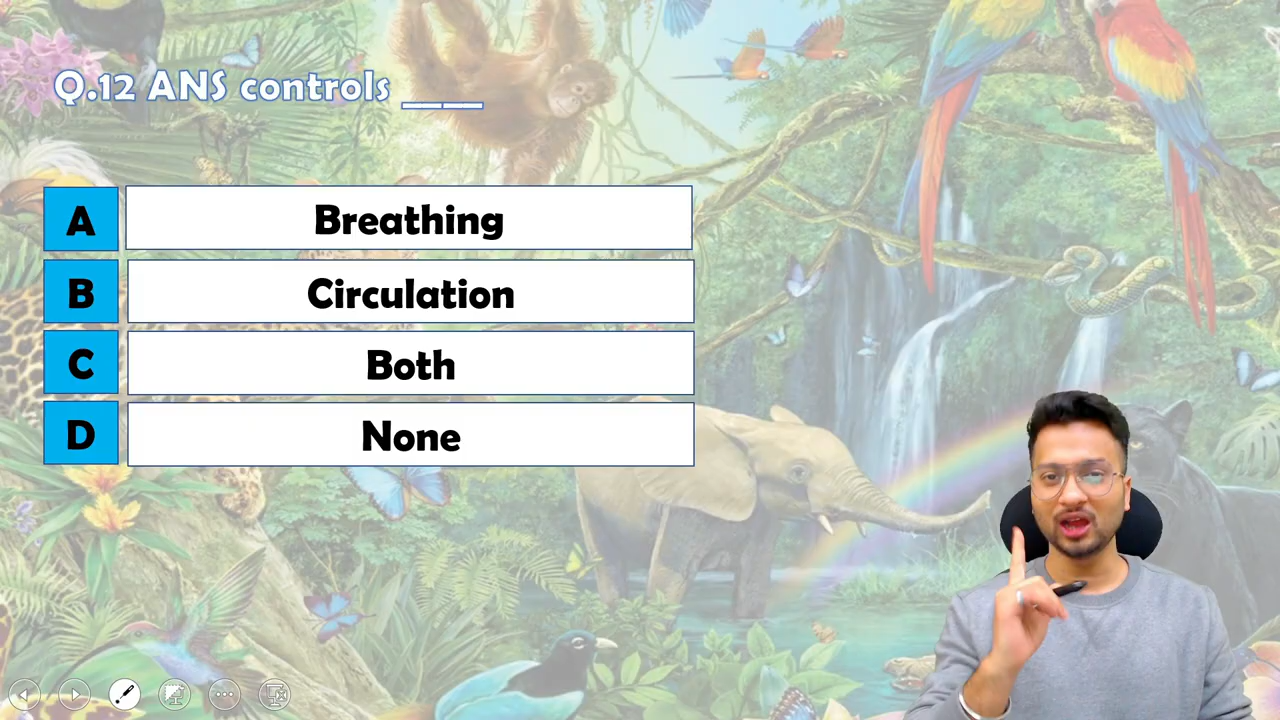 Q.12 ANS controls ____
A Breathing
B Circulation
C Both
D None